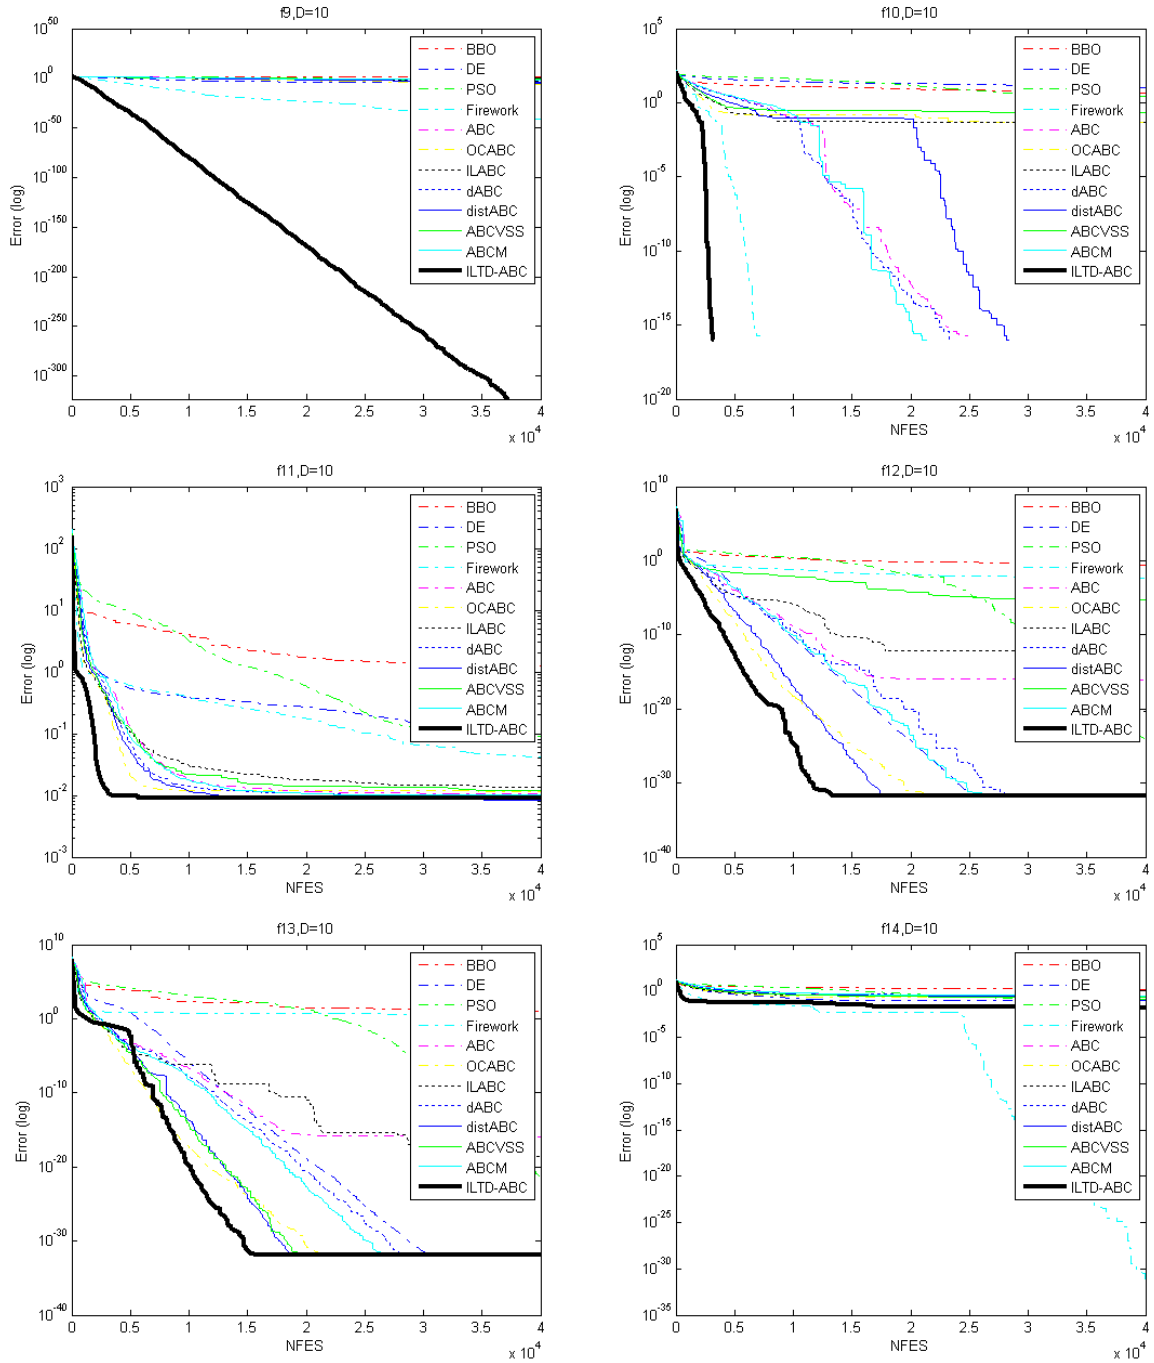 f9,D=10
10^50
10^0
10^-50
10^-100
10^-150
10^-200
10^-250
10^-300
Error (log)
0 0.5 1 1.5 2 2.5 3 3.5 4
x 10^4
BBO
DE
PSO
Firework
ABC
OCABC
ILABC
dABC
distABC
ABCVSS
ABCM
ILTD-ABC
f10,D=10
10^5
10^0
10^-5
10^-10
10^-15
10^-20
Error (log)
0 0.5 1 1.5 2 2.5 3 3.5 4
NFES
x 10^4
BBO
DE
PSO
Firework
ABC
OCABC
ILABC
dABC
distABC
ABCVSS
ABCM
ILTD-ABC
f11,D=10
10^3
10^2
10^1
10^0
10^-1
10^-2
10^-3
Error (log)
0 0.5 1 1.5 2 2.5 3 3.5 4
NFES
x 10^4
BBO
DE
PSO
Firework
ABC
OCABC
ILABC
dABC
distABC
ABCVSS
ABCM
ILTD-ABC
f12,D=10
10^10
10^0
10^-10
10^-20
10^-30
10^-40
Error (log)
0 0.5 1 1.5 2 2.5 3 3.5 4
NFES
x 10^4
BBO
DE
PSO
Firework
ABC
OCABC
ILABC
dABC
distABC
ABCVSS
ABCM
ILTD-ABC
f13,D=10
10^10
10^0
10^-10
10^-20
10^-30
10^-40
Error (log)
0 0.5 1 1.5 2 2.5 3 3.5 4
NFES
x 10^4
BBO
DE
PSO
Firework
ABC
OCABC
ILABC
dABC
distABC
ABCVSS
ABCM
ILTD-ABC
f14,D=10
10^5
10^0
10^-5
10^-10
10^-15
10^-20
10^-25
10^-30
10^-35
Error (log)
0 0.5 1 1.5 2 2.5 3 3.5 4
NFES
x 10^4
BBO
DE
PSO
Firework
ABC
OCABC
ILABC
dABC
distABC
ABCVSS
ABCM
ILTD-ABC